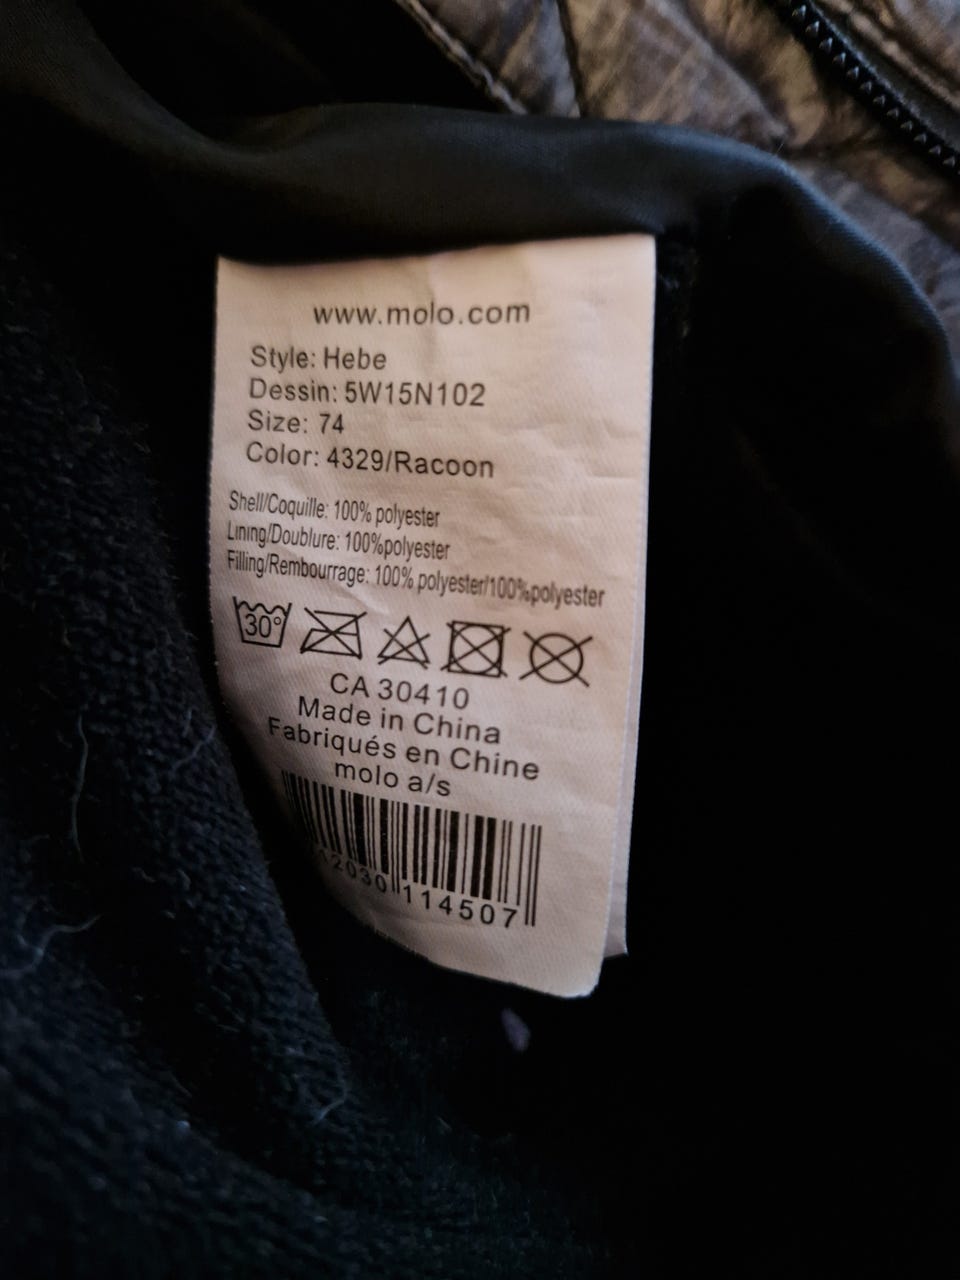 www.molo.com
Style: Hebe
Dessin: 5W15N102
Size: 74
Color: 4329/Racoon
Shell/Coquille: 100% polyester
Lining/Doublure: 100%polyester
Filling/Rembourrage: 100% polyester/100%polyester
30°
CA 30410
Made in China
Fabriqués en Chine
molo a/s
114507